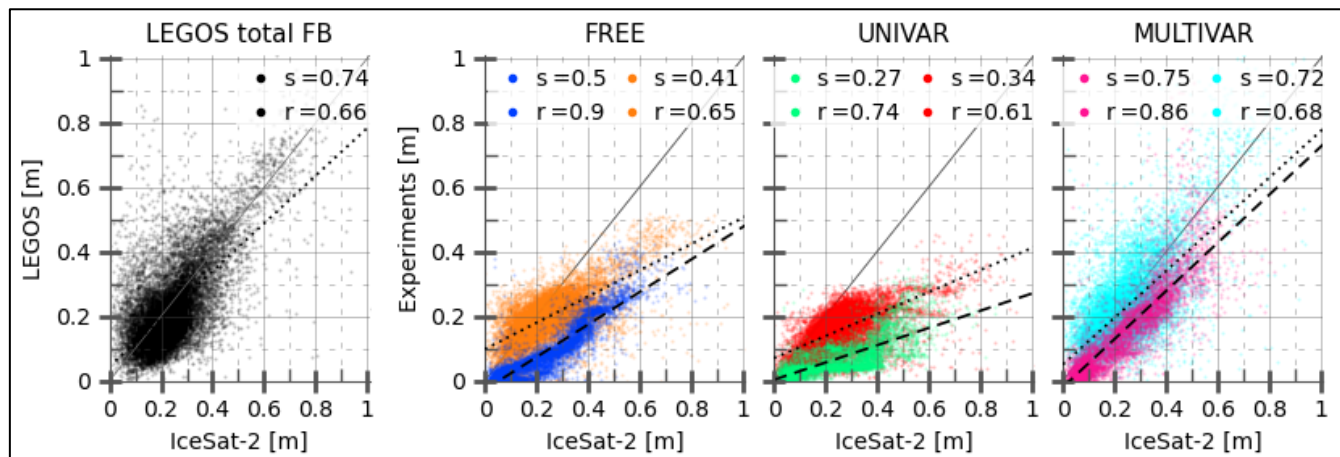 LEGOS total FB
FREE
UNIVAR
MULTIVAR
s =0.74
r =0.66
s =0.5 s =0.41
r =0.9 r =0.65
s =0.27 s =0.34
r =0.74 r =0.61
s =0.75 s =0.72
r =0.86 r =0.68
LEGOS [m]
1
0.8
0.6
0.4
0.2
0
0 0.2 0.4 0.6 0.8 1
IceSat-2 [m]
Experiments [m]
1
0.8
0.6
0.4
0.2
0
0 0.2 0.4 0.6 0.8 1
IceSat-2 [m]
0 0.2 0.4 0.6 0.8 1
IceSat-2 [m]
0 0.2 0.4 0.6 0.8 1
IceSat-2 [m]